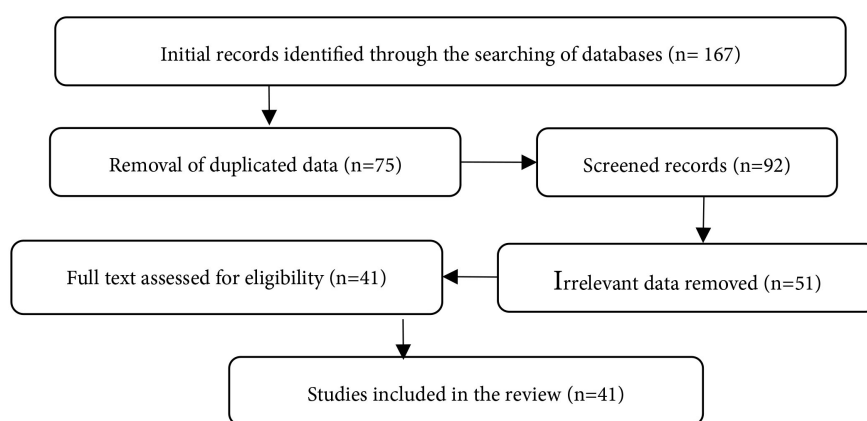 Initial records identified through the searching of databases (n= 167)
Removal of duplicated data (n=75)
Screened records (n=92)
Irrelevant data removed (n=51)
Full text assessed for eligibility (n=41)
Studies included in the review (n=41)